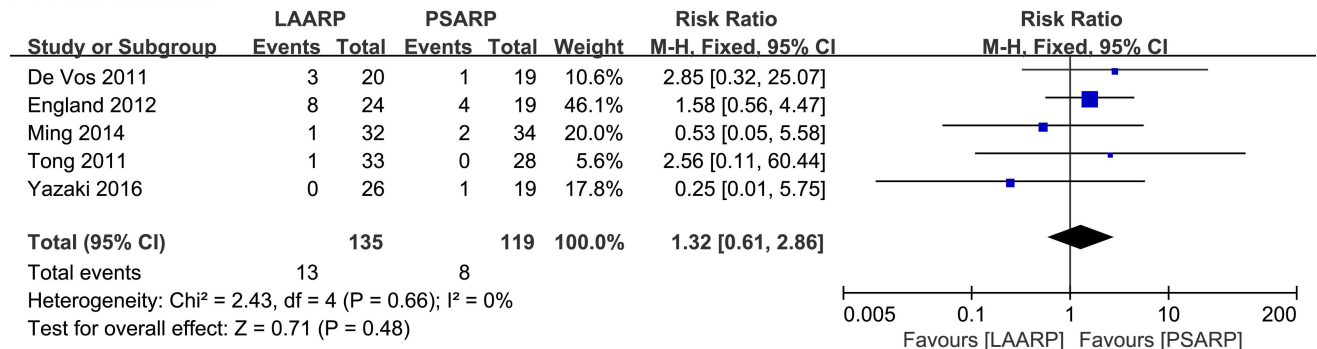 LAARP PSARP Risk Ratio Risk Ratio
Study or Subgroup Events Total Events Total Weight M-H, Fixed, 95% CI M-H, Fixed, 95% CI
De Vos 2011 3 20 1 19 10.6% 2.85 [0.32, 25.07]
England 2012 8 24 4 19 46.1% 1.58 [0.56, 4.47]
Ming 2014 1 32 2 34 20.0% 0.53 [0.05, 5.58]
Tong 2011 1 33 0 28 5.6% 2.56 [0.11, 60.44]
Yazaki 2016 0 26 1 19 17.8% 0.25 [0.01, 5.75]
Total (95% CI) 135 119 100.0% 1.32 [0.61, 2.86]
Total events 13 8
Heterogeneity: Chi² = 2.43, df = 4 (P = 0.66); I² = 0%
Test for overall effect: Z = 0.71 (P = 0.48)
0.005 0.1 1 10 200
Favours [LAARP] Favours [PSARP]